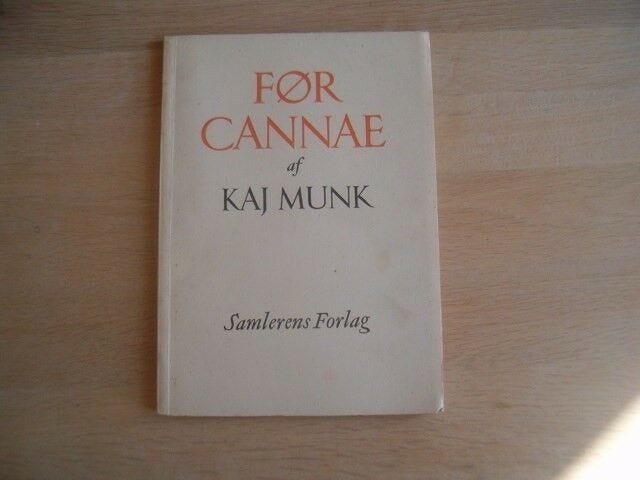 FØR
CANNAE
af
KAJ MUNK
Samlerens Forlag